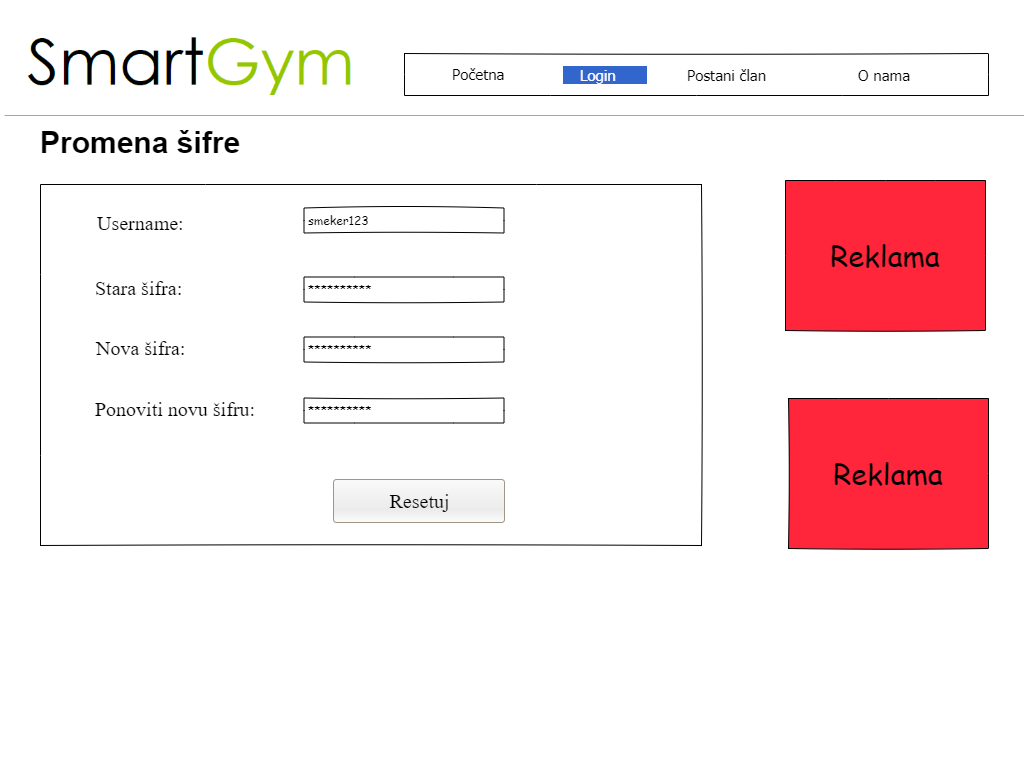 SmartGym
Početna Login Postani član O nama
Promena šifre
Username: smeker123
Stara šifra: **********
Nova šifra: **********
Ponoviti novu šifru: **********
Resetuj
Reklama
Reklama